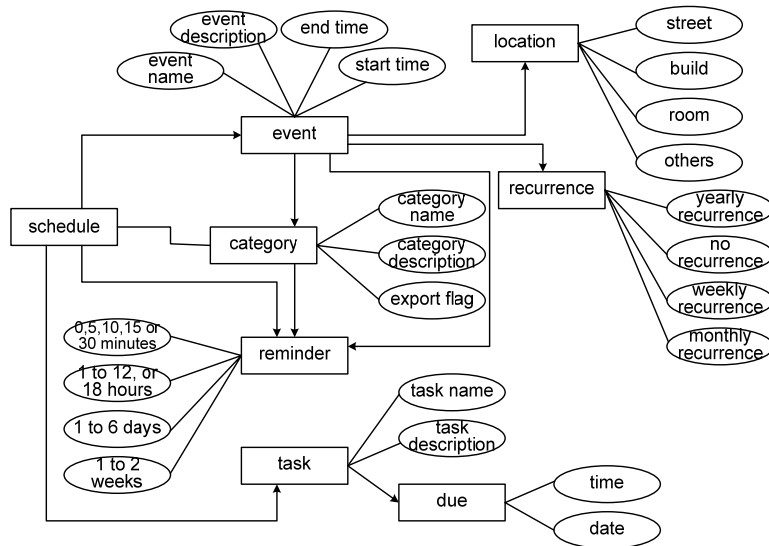 event
description
end time
location
street
event
name
start time
build
event
room
others
recurrence
schedule
category
name
yearly
recurrence
category
category
description
no
recurrence
export flag
weekly
recurrence
0,5,10,15 or
30 minutes
reminder
monthly
recurrence
1 to 12, or
18 hours
task name
1 to 6 days
task
description
task
1 to 2
weeks
due
time
date